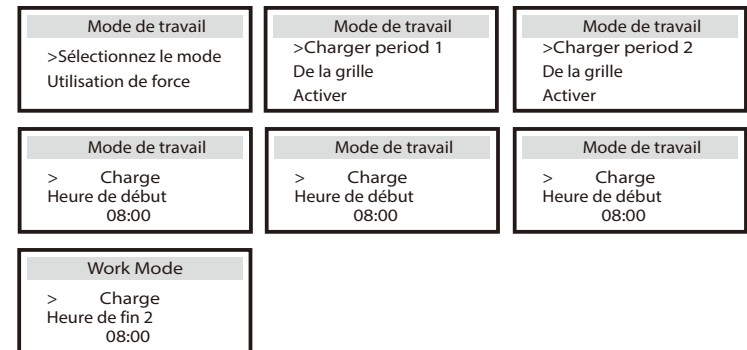 Mode de travail
>Sélectionnez le mode
Utilisation de force
Mode de travail
>Charger period 1
De la grille
Activer
Mode de travail
>Charger period 2
De la grille
Activer
Mode de travail
> Charge
Heure de début
08:00
Mode de travail
> Charge
Heure de début
08:00
Mode de travail
> Charge
Heure de début
08:00
Work Mode
> Charge
Heure de fin 2
08:00